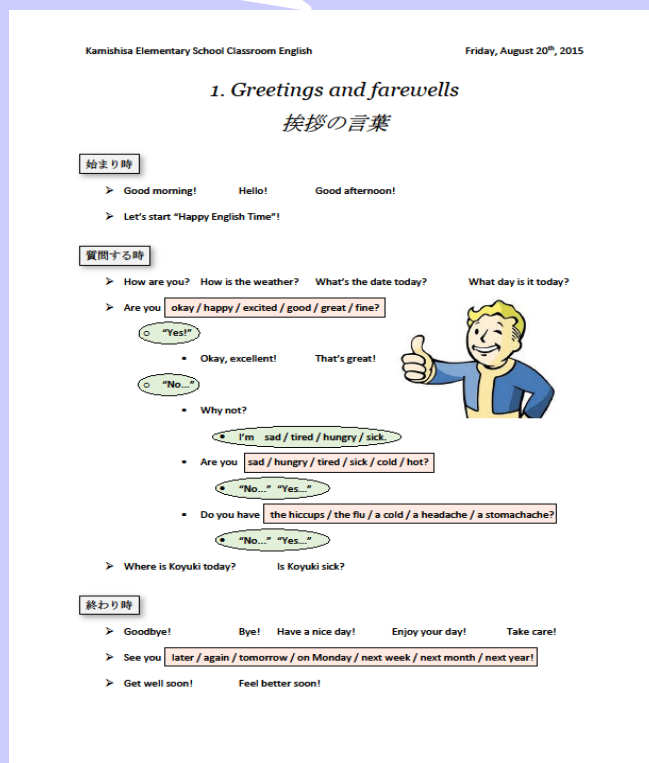 Kamishisa Elementary School Classroom English Friday, August 20th, 2015
1. Greetings and farewells
挨拶の言葉
始まり時
➢ Good morning! Hello! Good afternoon!
➢ Let's start “Happy English Time”!
質問する時
➢ How are you? How is the weather? What's the date today? What day is it today?
➢ Are you okay / happy / excited / good / great / fine?
○ “Yes!”
▪ Okay, excellent! That's great!
○ “No...”
▪ Why not?
• I'm sad / tired / hungry / sick.
▪ Are you sad / hungry / tired / sick / cold / hot?
• “No...” “Yes...”
▪ Do you have the hiccups / the flu / a cold / a headache / a stomachache?
• “No...” “Yes...”
➢ Where is Koyuki today? Is Koyuki sick?
終わり時
➢ Goodbye! Bye! Have a nice day! Enjoy your day! Take care!
➢ See you later / again / tomorrow / on Monday / next week / next month / next year!
➢ Get well soon! Feel better soon!